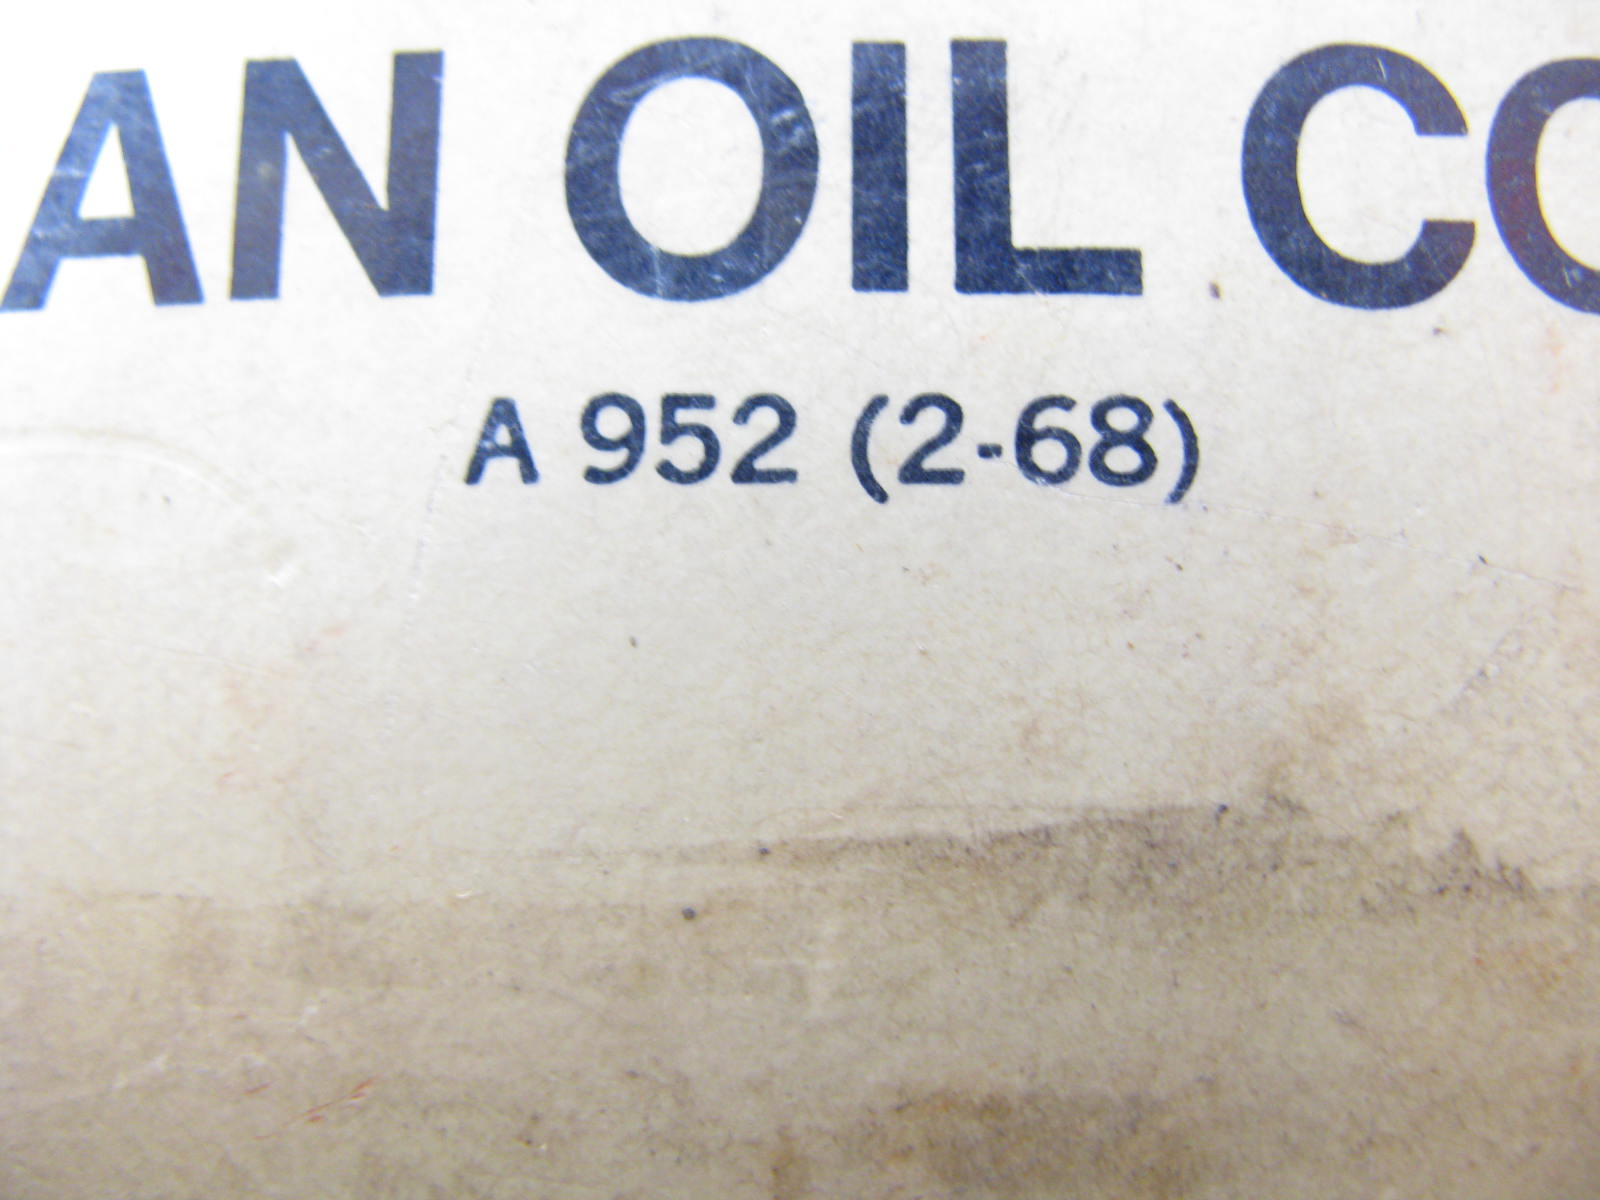 AN OIL CO
A 952 (2-68)